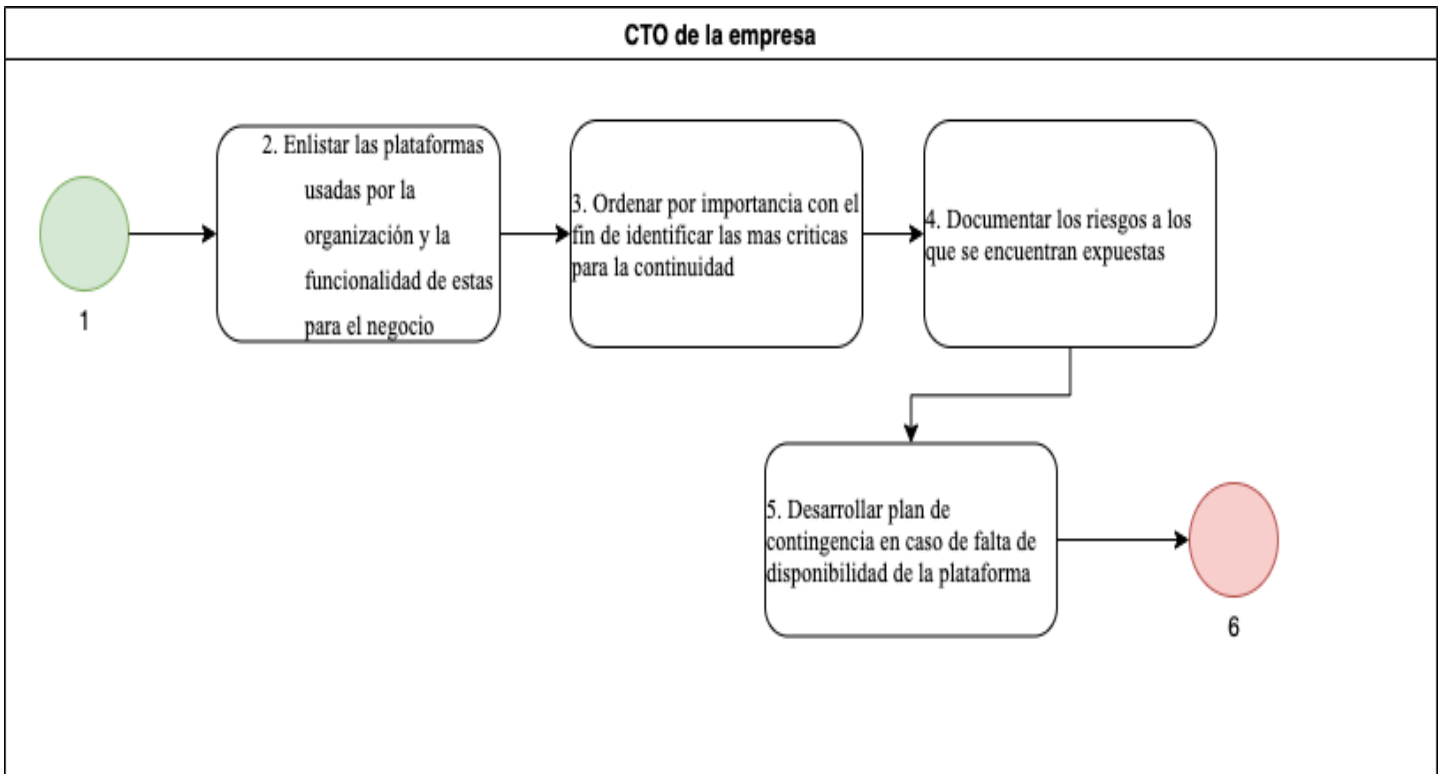 CTO de la empresa
2. Enlistar las plataformas
usadas por la
organización y la
funcionalidad de estas
para el negocio
3. Ordenar por importancia con el
fin de identificar las mas criticas
para la continuidad
4. Documentar los riesgos a los
que se encuentran expuestas
1
5. Desarrollar plan de
contingencia en caso de falta de
disponibilidad de la plataforma
6